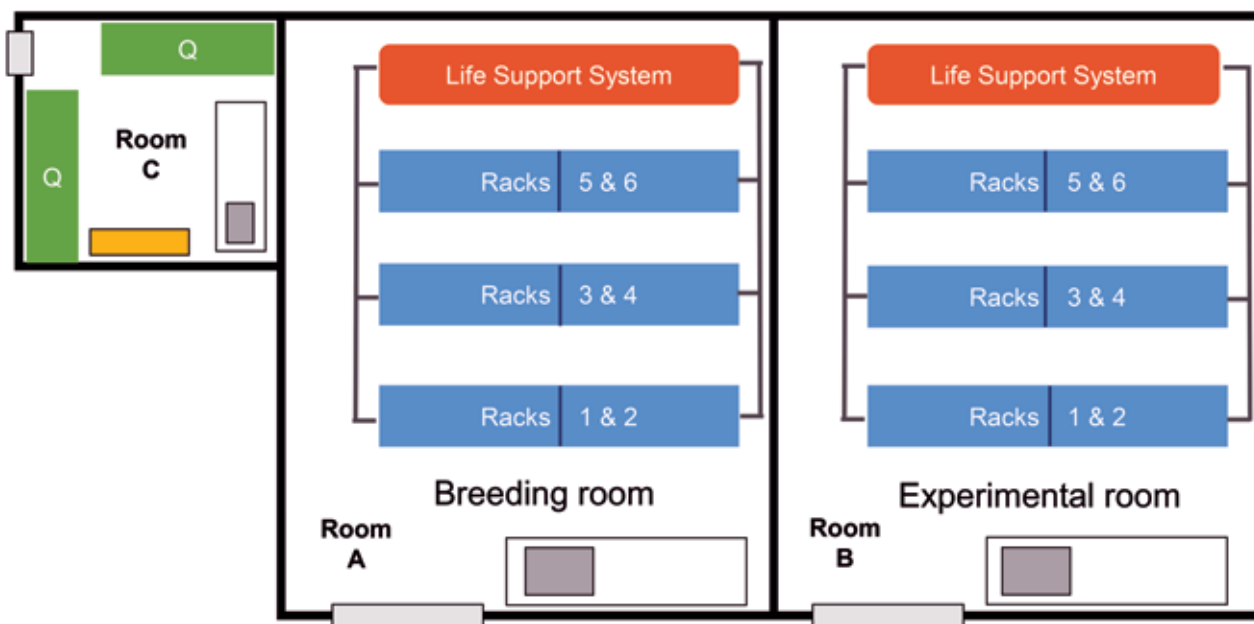 Q
Q
Room
C
Life Support System
Racks 5 & 6
Racks 3 & 4
Racks 1 & 2
Breeding room
Room
A
Life Support System
Racks 5 & 6
Racks 3 & 4
Racks 1 & 2
Experimental room
Room
B